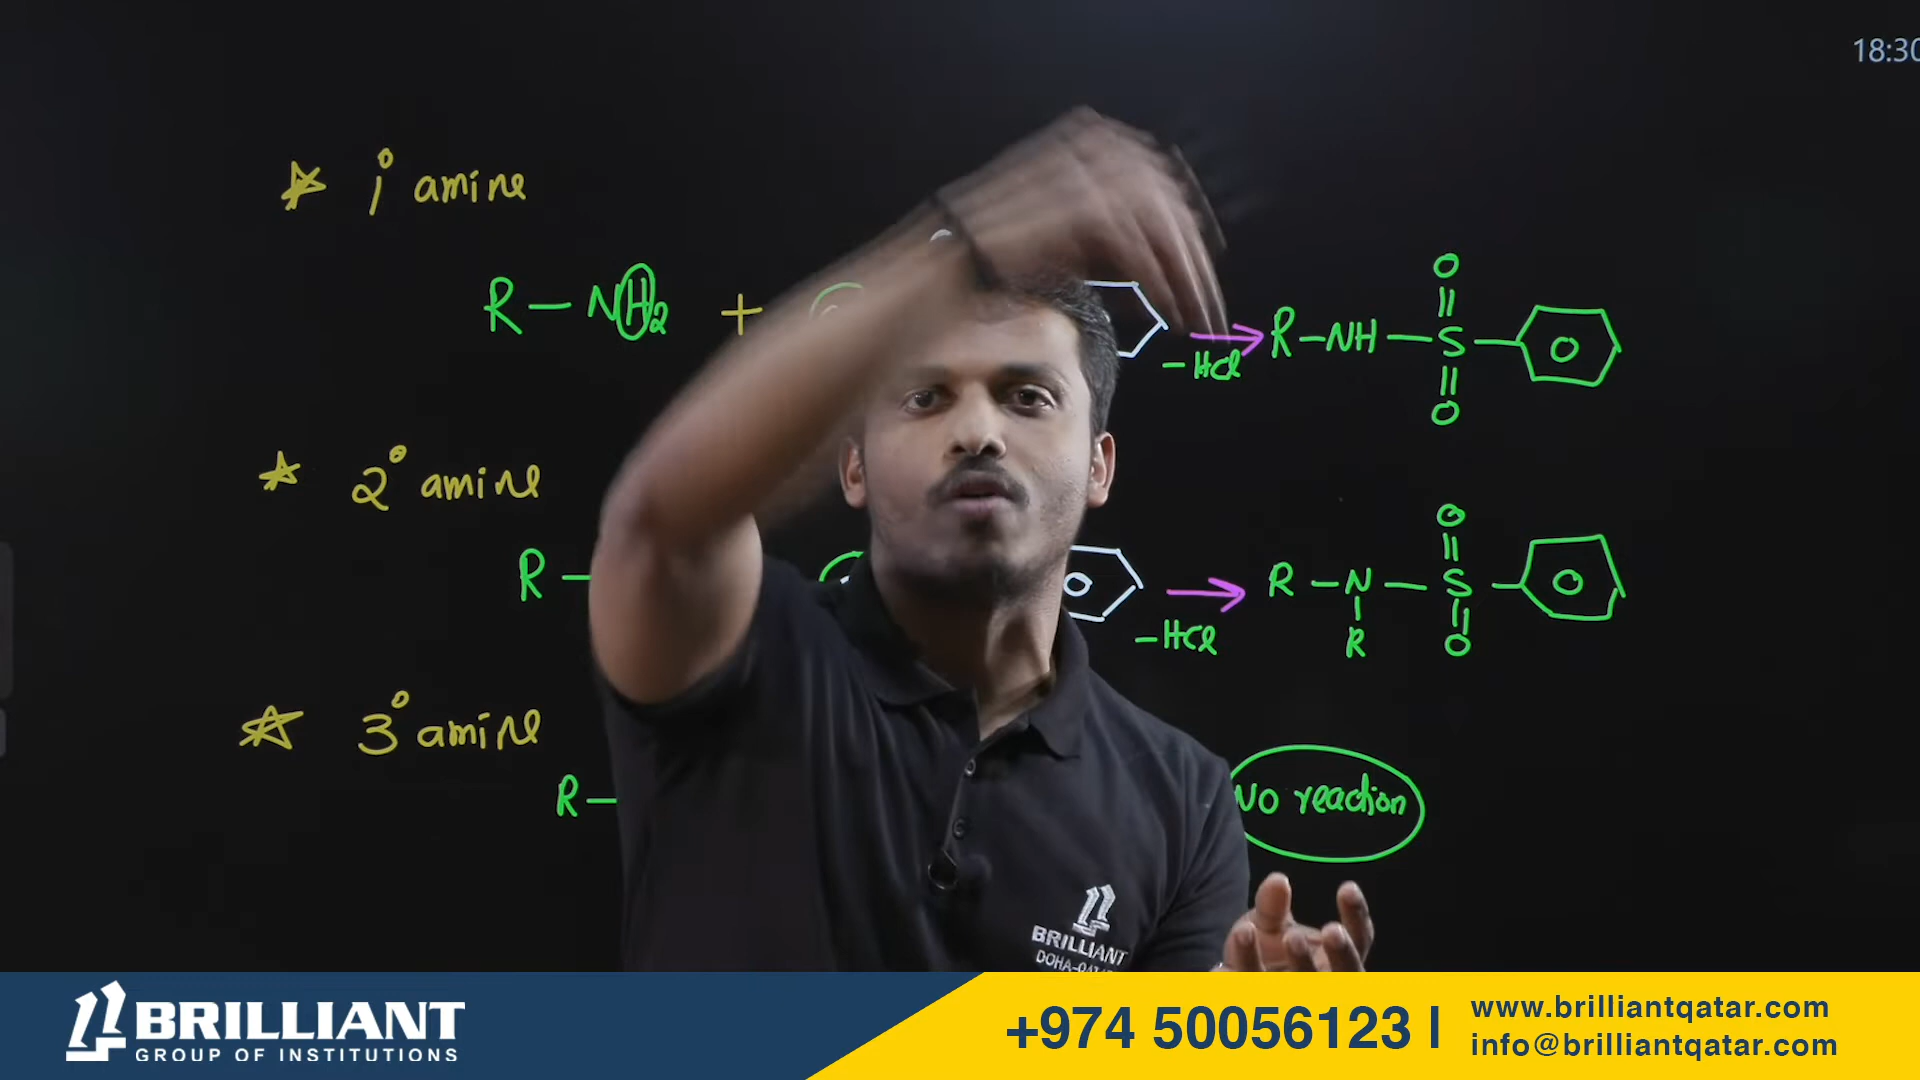 18:30
☆ 1° amine
R — NH₂ +
- HCl
R — NH — S —
O
O
☆ 2° amine
R —
- HCl
R — N — S —
R
O
O
☆ 3° amine
R —
No reaction
BRILLIANT
BRILLIANT
GROUP OF INSTITUTIONS
+974 50056123 |
www.brilliantqatar.com
info@brilliantqatar.com